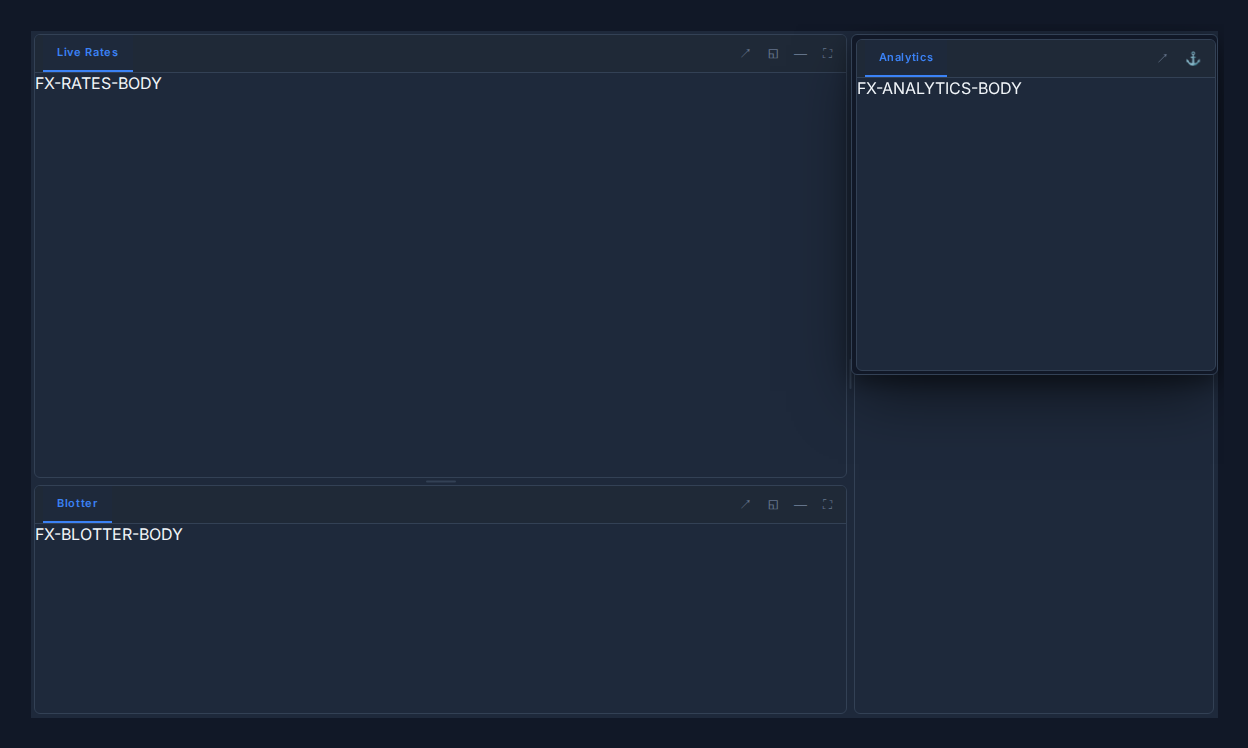 Live Rates
FX-RATES-BODY
Analytics
FX-ANALYTICS-BODY
Blotter
FX-BLOTTER-BODY